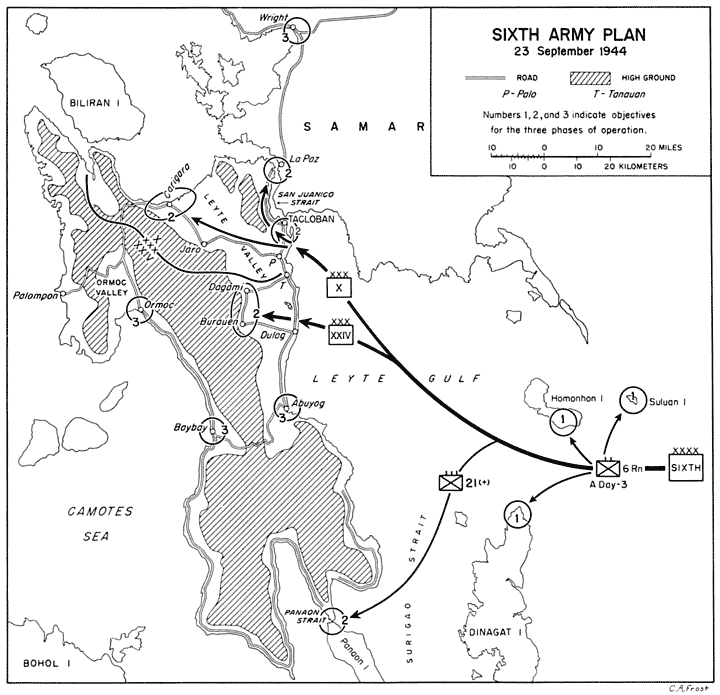 SIXTH ARMY PLAN
23 September 1944
ROAD
HIGH GROUND
P - Palo
T - Tanauan
Numbers 1, 2, and 3 indicate objectives
for the three phases of operation.
10 0 10 20 MILES
10 0 10 20 KILOMETERS
Wright
3
BILIRAN I
SAMAR
La Paz
2
Carigara
2
LEYTE
VALLEY
SAN JUANICO
STRAIT
TACLOBAN
2
Jaro
P
T
XXX
X
XXX
XXIV
Palompon
ORMOC
VALLEY
Ormoc
3
Dagami
2
Burauen
Dulag
XXX
XXIV
LEYTE GULF
Homonhon I
1
1
Suluan I
Abuyog
3
Baybay
3
XXXX
SIXTH
6 Rn
A Day-3
21(+)
1
CAMOTES
SEA
SURIGAO STRAIT
PANAON
STRAIT
2
Panaon I
DINAGAT I
BOHOL I
C.A.Frost